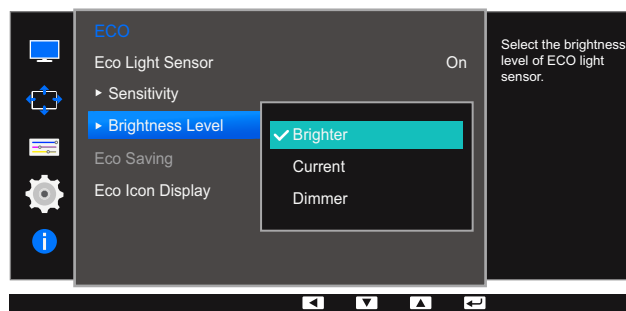 ECO
Eco Light Sensor On
▸ Sensitivity
▸ Brightness Level
Eco Saving
Eco Icon Display
✓ Brighter
Current
Dimmer
Select the brightness
level of ECO light
sensor.
i